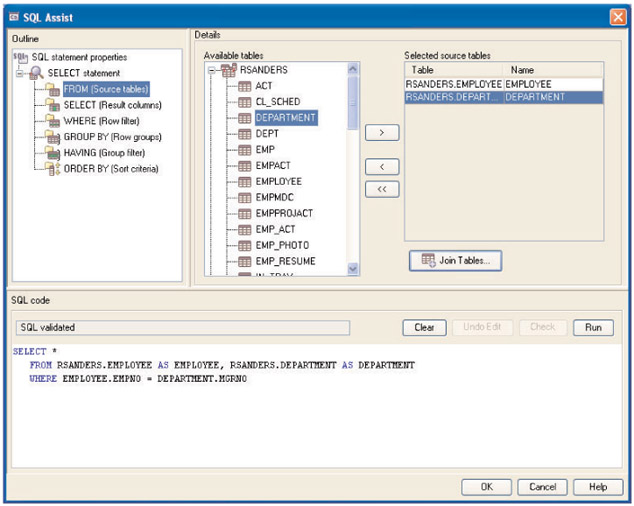 SQL Assist
Outline
SQL statement properties
SELECT statement
FROM (Source tables)
SELECT (Result columns)
WHERE (Row filter)
GROUP BY (Row groups)
HAVING (Group filter)
ORDER BY (Sort criteria)
Details
Available tables
RSANDERS
ACT
CL_SCHED
DEPARTMENT
DEPT
EMP
EMPACT
EMPLOYEE
EMPMDC
EMPPROJACT
EMP_ACT
EMP_PHOTO
EMP_RESUME
IN_TRAY
>
<
<<
Selected source tables
Table Name
RSANDERS.EMPLOYEE EMPLOYEE
RSANDERS.DEPART... DEPARTMENT
Join Tables...
SQL code
SQL validated
Clear Undo Edit Check Run
SELECT *
FROM RSANDERS.EMPLOYEE AS EMPLOYEE, RSANDERS.DEPARTMENT AS DEPARTMENT
WHERE EMPLOYEE.EMPNO = DEPARTMENT.MGRNO
OK Cancel Help